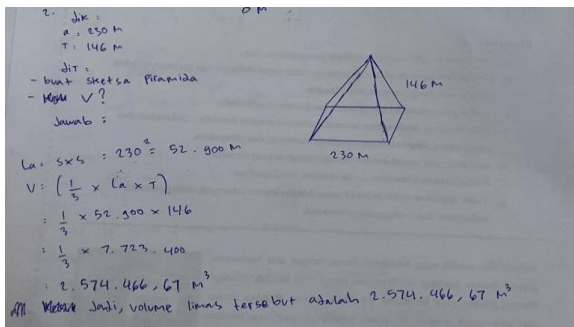 2. dik :
0 M
a : 230 M
T : 146 M
dit :
- buat sketsa piramida
- V ?
Jawab :
146 M
230 M
La : s x s : 230² = 52.900 M
V : ( 1/3 x La x T )
: 1/3 x 52.900 x 146
: 1/3 x 7.723.400
: 2.574.466,67 M³
Jadi, volume limas tersebut adalah 2.574.466,67 M³